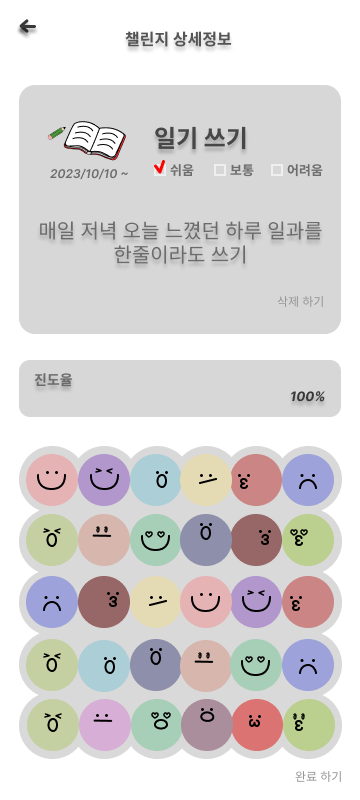 챌린지 상세정보
일기 쓰기
2023/10/10 ~
쉬움 보통 어려움
매일 저녁 오늘 느꼈던 하루 일과를
한줄이라도 쓰기
삭제 하기
진도율
100%
완료 하기